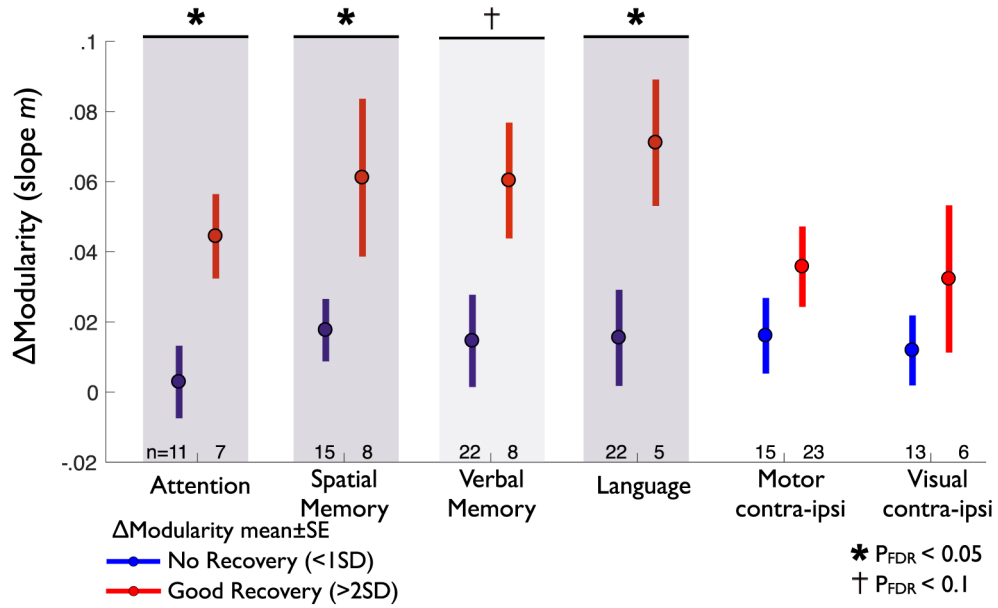 * * † *
.1
.08
.06
.04
.02
0
-.02
ΔModularity (slope m)
n=11 7 15 8 22 8 22 5 15 23 13 6
Attention Spatial Verbal Language Motor Visual
Memory Memory contra-ipsi contra-ipsi
ΔModularity mean±SE
No Recovery (<1SD)
Good Recovery (>2SD)
* PFDR < 0.05
† PFDR < 0.1